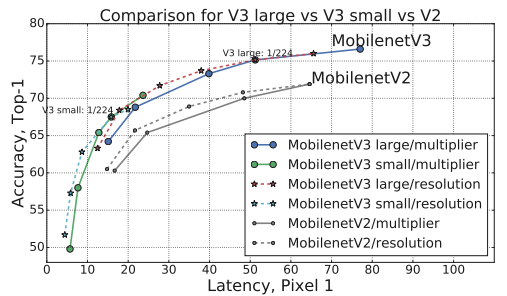 Comparison for V3 large vs V3 small vs V2
80
75
70
65
60
55
50
Accuracy, Top-1
V3 large: 1/224
MobilenetV3
MobilenetV2
V3 small: 1/224
MobilenetV3 large/multiplier
MobilenetV3 small/multiplier
MobilenetV3 large/resolution
MobilenetV3 small/resolution
MobilenetV2/multiplier
MobilenetV2/resolution
0 10 20 30 40 50 60 70 80 90 100
Latency, Pixel 1